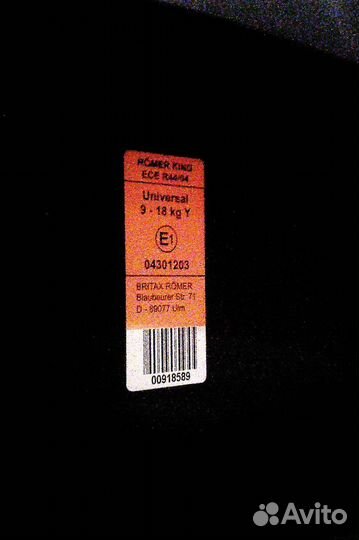 RÖMER KING
ECE R44/04
Universal
9 - 18 kg Y
E1
04301203
BRITAX RÖMER
Blaubeurer Str. 71
D - 89077 Ulm
00918589
Avito